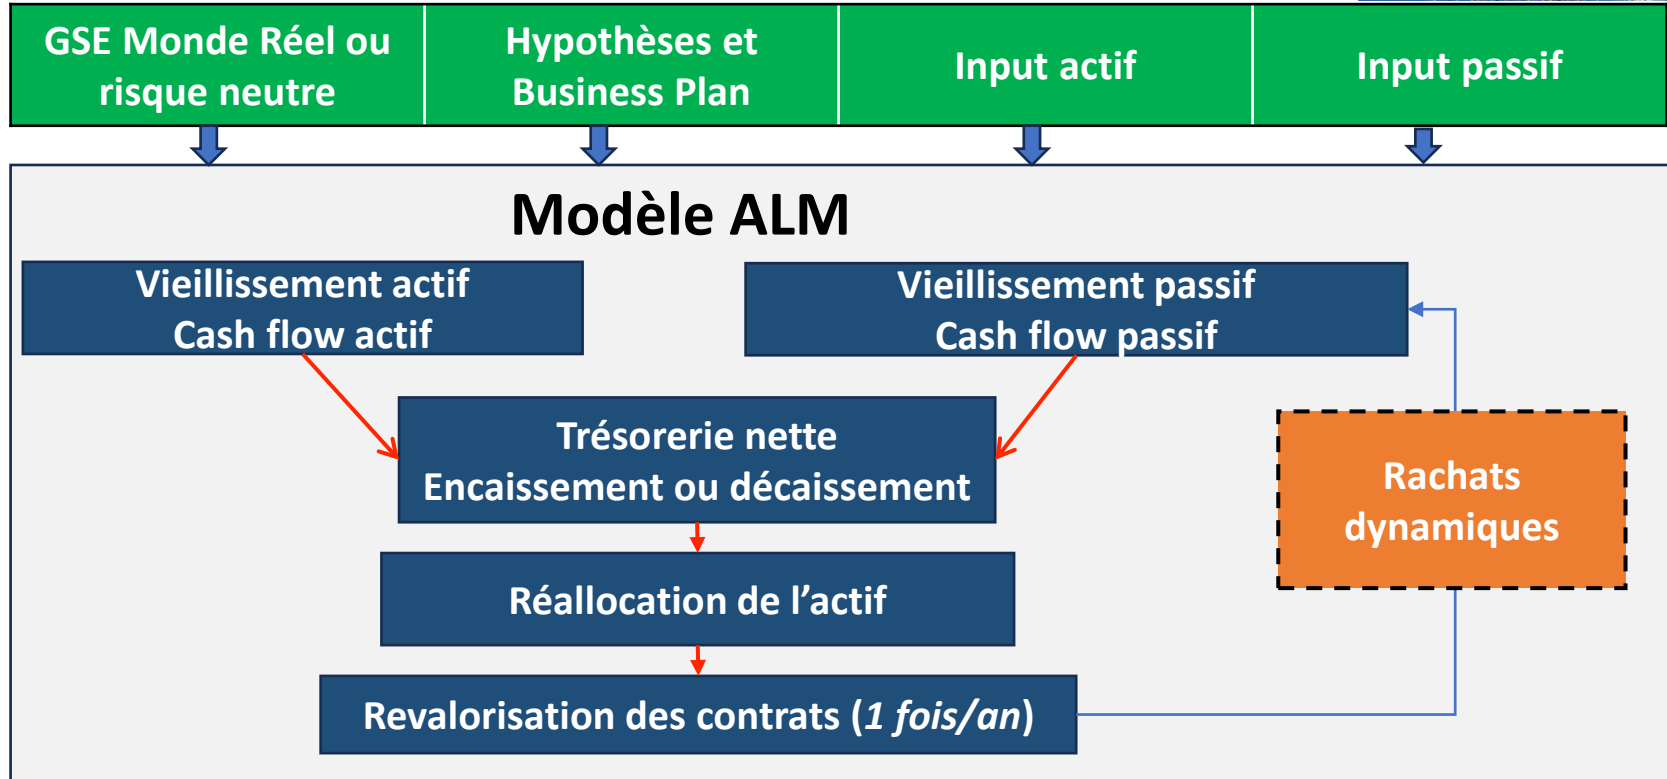 GSE Monde Réel ou
risque neutre
Hypothèses et
Business Plan
Input actif
Input passif
Modèle ALM
Vieillissement actif
Cash flow actif
Vieillissement passif
Cash flow passif
Trésorerie nette
Encaissement ou décaissement
Rachats
dynamiques
Réallocation de l’actif
Revalorisation des contrats (1 fois/an)